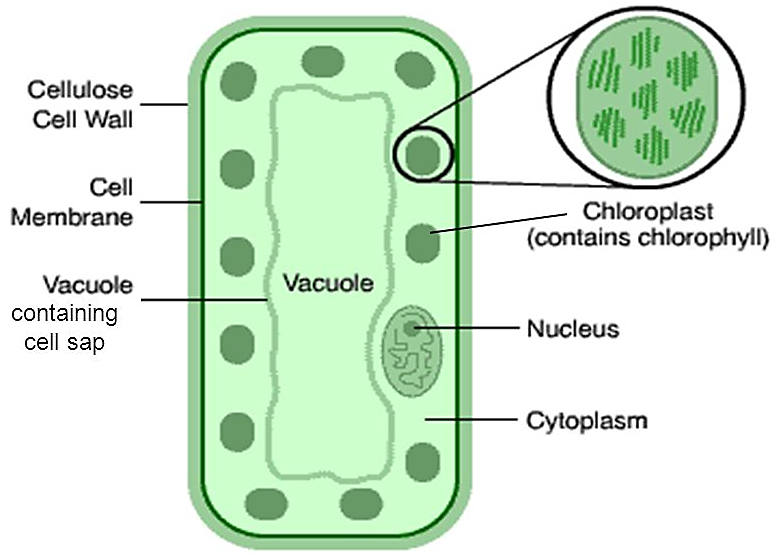 Cellulose
Cell Wall
Cell
Membrane
Vacuole
containing
cell sap
Vacuole
Chloroplast
(contains chlorophyll)
Nucleus
Cytoplasm